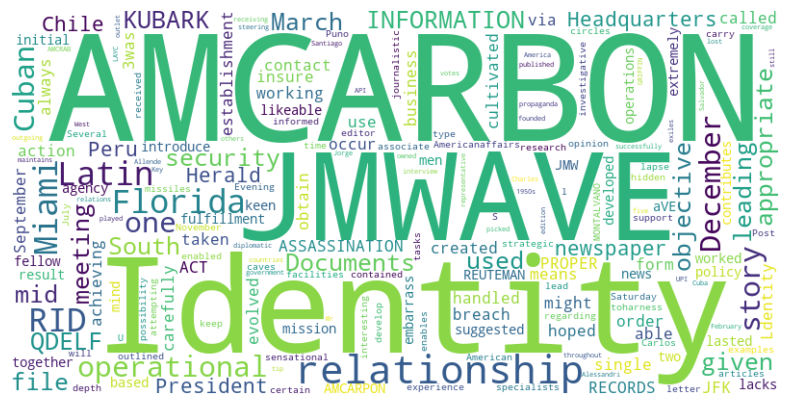 Chile KUBARK March INFORMATION via Headquarters called
initial Cuban always 3was establishment contact insure working likeable business cultivated operations extremely carry
AMCARBON
action Peru introduce use occur associate Americanaffairs research men opinion type lapse appropriate
Miami Latin security Herald JMWAVE JMW aVE December leading
September agency missiles Evening keen obtain developed hidden contributes Post
Florida one fulfillment objective
meeting South taken ASSASSINATION created used newspaper story
mid achieving result ACT Documents facilities contained REUTEMAN means PROPER form news worked policy
RID fellow mind carefully evolved caves mission embarrass handled might breach Saturday Ldentity
QDELF possibility attempting Identity suggested hoped order able
together outlined interesting develop enables American regarding Carlos lasted
file operational President relationship single two given
will based keep sensational AMCARPON experience specialists RECORDS JFK lacks
depth certain tip letter articles examples throughout Alessandri
receiving steering outlet LAYC AMCRAB Santiago Puno journalistic circles investigative coverage lost
West Several outgoing maintains Allende Key relations July played November enabled diplomatic countries government
received informed time editor API propaganda founded America published votes GRIFFIN still Salvador
others Jorge owned interview representative edition picked 1950s Charles MONTALVANO strategic support successfully exiles
tasks lead UPI Cuba February toharness five s l